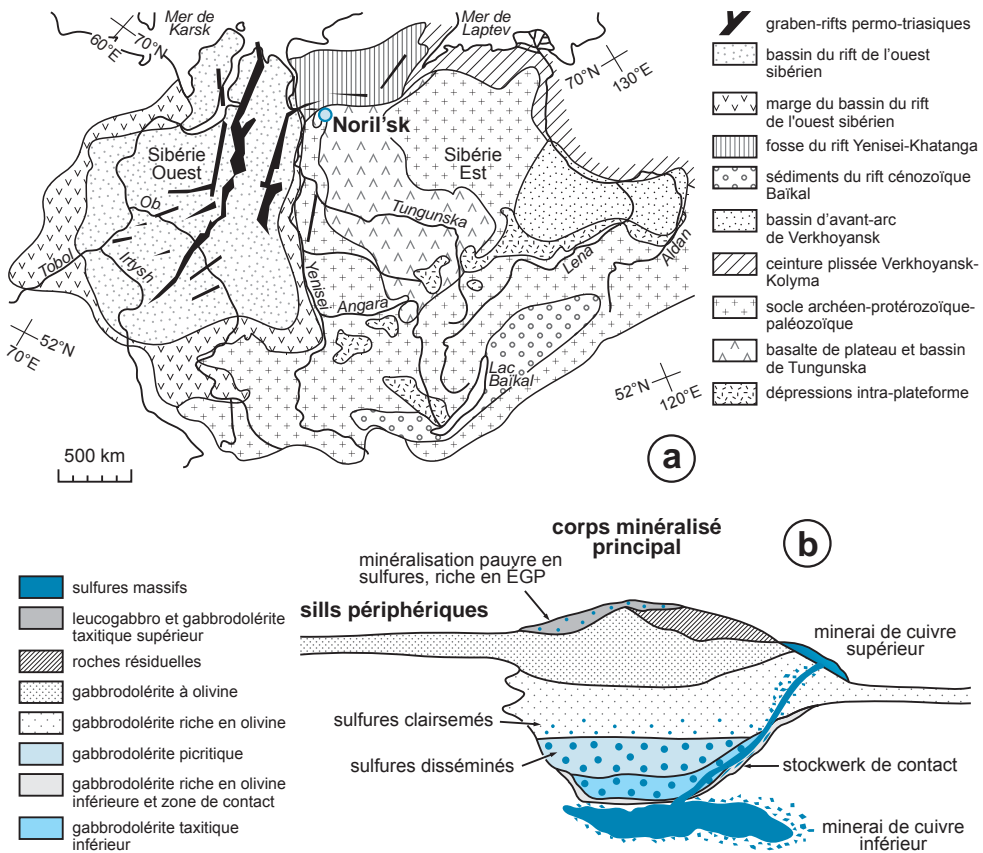 Mer de
Karsk
60°E
70°N
Mer de
Laptev
70°N
130°E
Noril'sk
Sibérie
Ouest
Sibérie
Est
Ob
Tungunska
Tobol
Irtysh
Yenisei
Angara
Lena
Aldan
Lac
Baïkal
52°N
70°E
52°N
120°E
500 km
a
graben-rifts permo-triasiques
bassin du rift de l'ouest
sibérien
marge du bassin du rift
de l'ouest sibérien
fosse du rift Yenisei-Khatanga
sédiments du rift cénozoïque
Baïkal
bassin d'avant-arc
de Verkhoyansk
ceinture plissée Verkhoyansk-
Kolyma
socle archéen-protérozoïque-
paléozoïque
basalte de plateau et bassin
de Tungunska
dépressions intra-plateforme
b
corps minéralisé
principal
minéralisation pauvre en
sulfures, riche en ÉGP
sills périphériques
minerai de cuivre
supérieur
sulfures clairsemés
sulfures disséminés
stockwerk de contact
minerai de cuivre
inférieur
sulfures massifs
leucogabbro et gabbrodolérite
taxitique supérieur
roches résiduelles
gabbrodolérite à olivine
gabbrodolérite riche en olivine
gabbrodolérite picritique
gabbrodolérite riche en olivine
inférieure et zone de contact
gabbrodolérite taxitique
inférieur